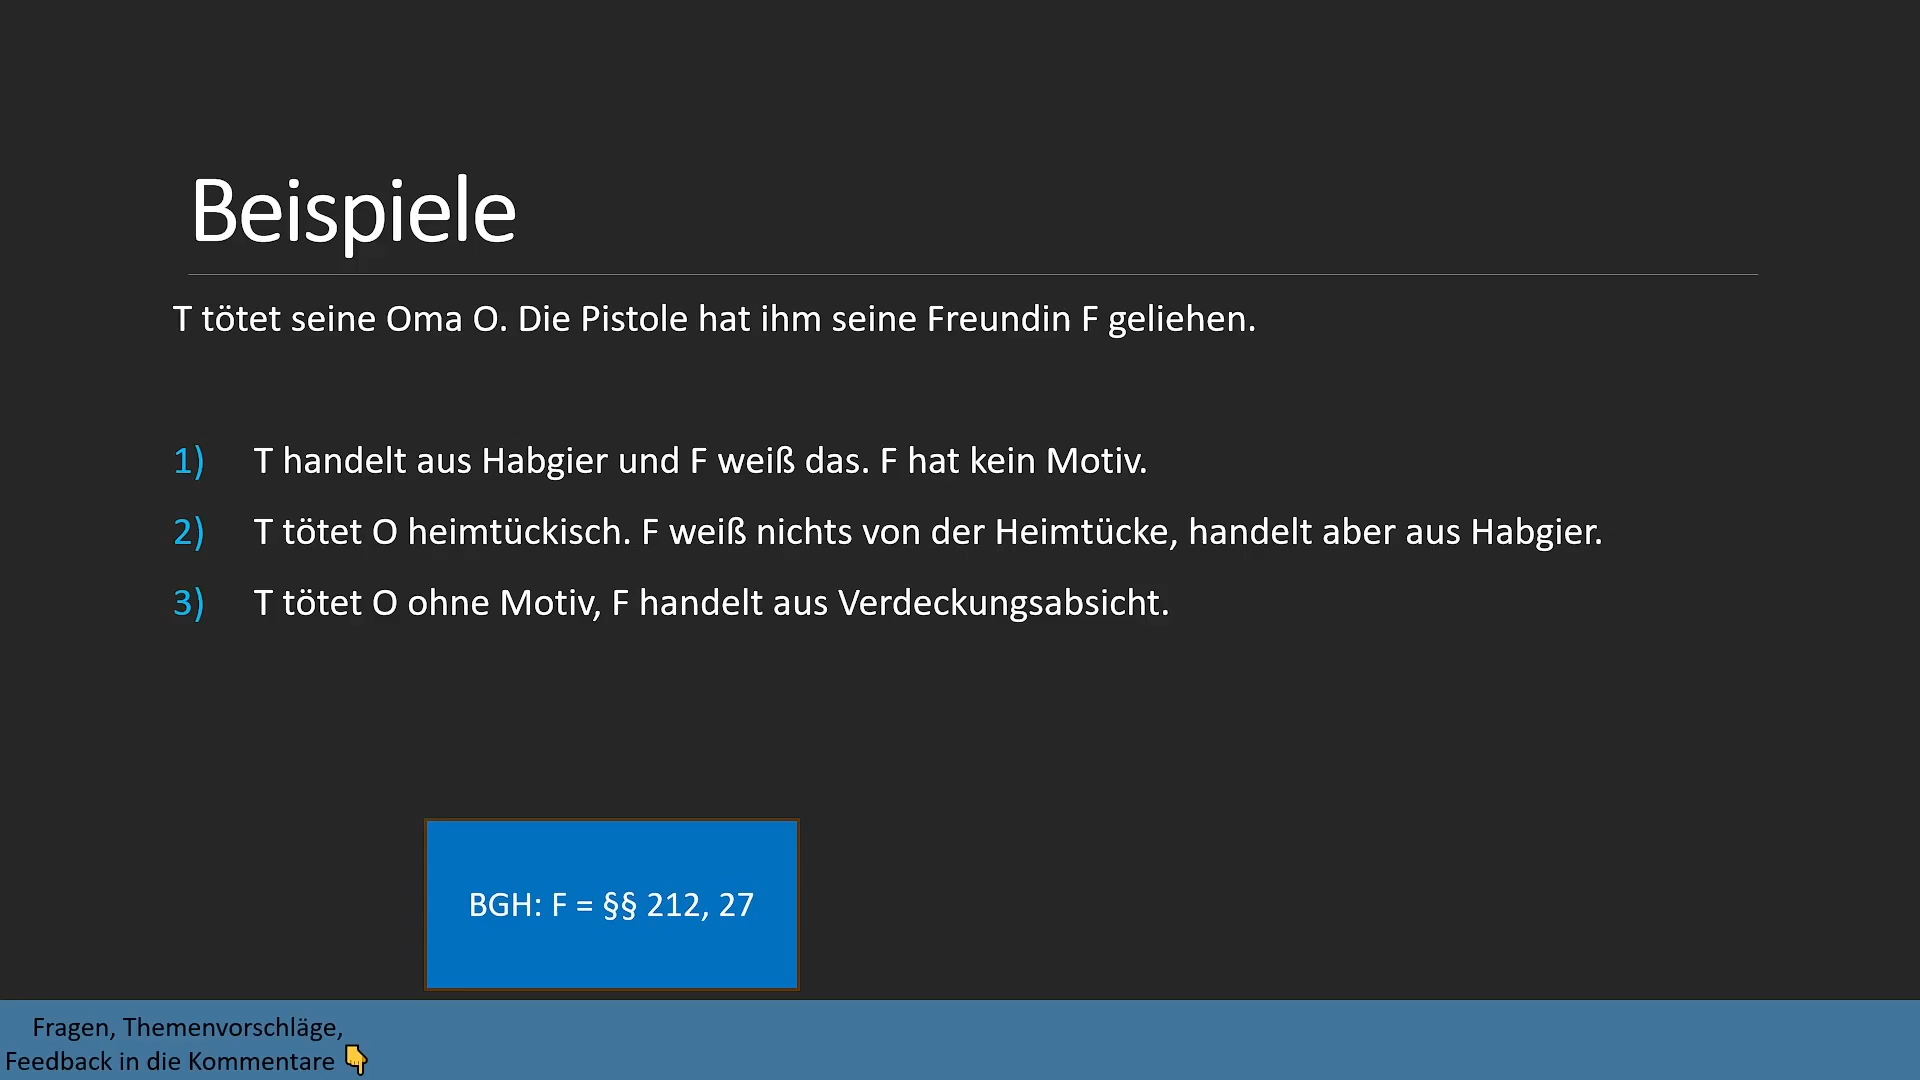 Beispiele
T tötet seine Oma O. Die Pistole hat ihm seine Freundin F geliehen.
1) T handelt aus Habgier und F weiß das. F hat kein Motiv.
2) T tötet O heimtückisch. F weiß nichts von der Heimtücke, handelt aber aus Habgier.
3) T tötet O ohne Motiv, F handelt aus Verdeckungsabsicht.
BGH: F = §§ 212, 27
Fragen, Themenvorschläge,
Feedback in die Kommentare 👇